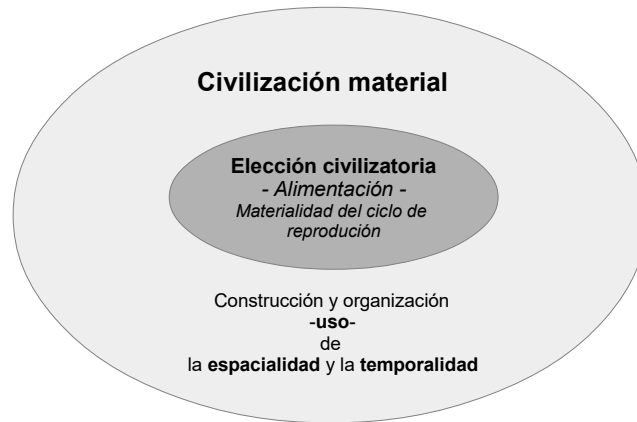 Civilización material
Elección civilizatoria
- Alimentación -
Materialidad del ciclo de
reprodución
Construcción y organización
-uso-
de
la espacialidad y la temporalidad